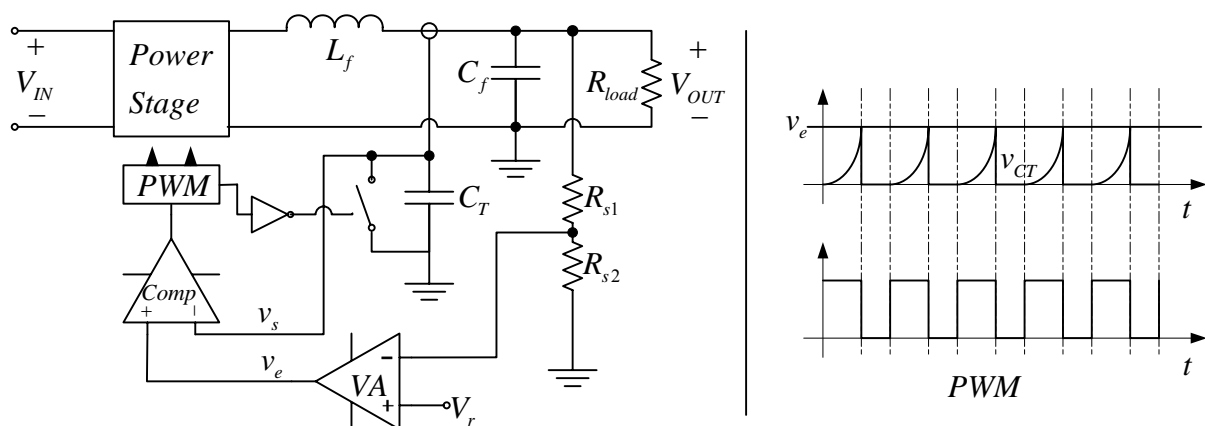 +
V_IN
−
Power
Stage
L_f
C_f
R_load
+
V_OUT
−
PWM
C_T
R_s1
R_s2
Comp
+
−
v_s
v_e
VA
-
+
V_r
v_e
v_CT
t
t
PWM